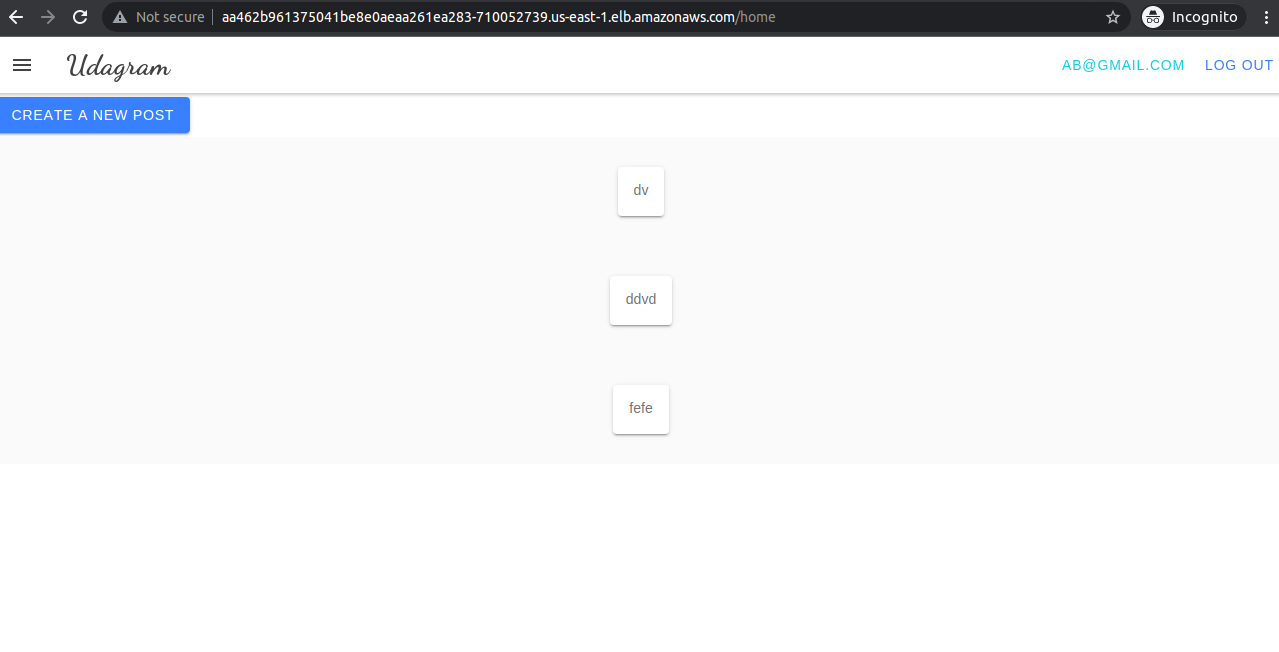 Not secure aa462b961375041be8e0aeaa261ea283-710052739.us-east-1.elb.amazonaws.com/home Incognito
Udagram AB@GMAIL.COM LOG OUT
CREATE A NEW POST
dv
ddvd
fefe